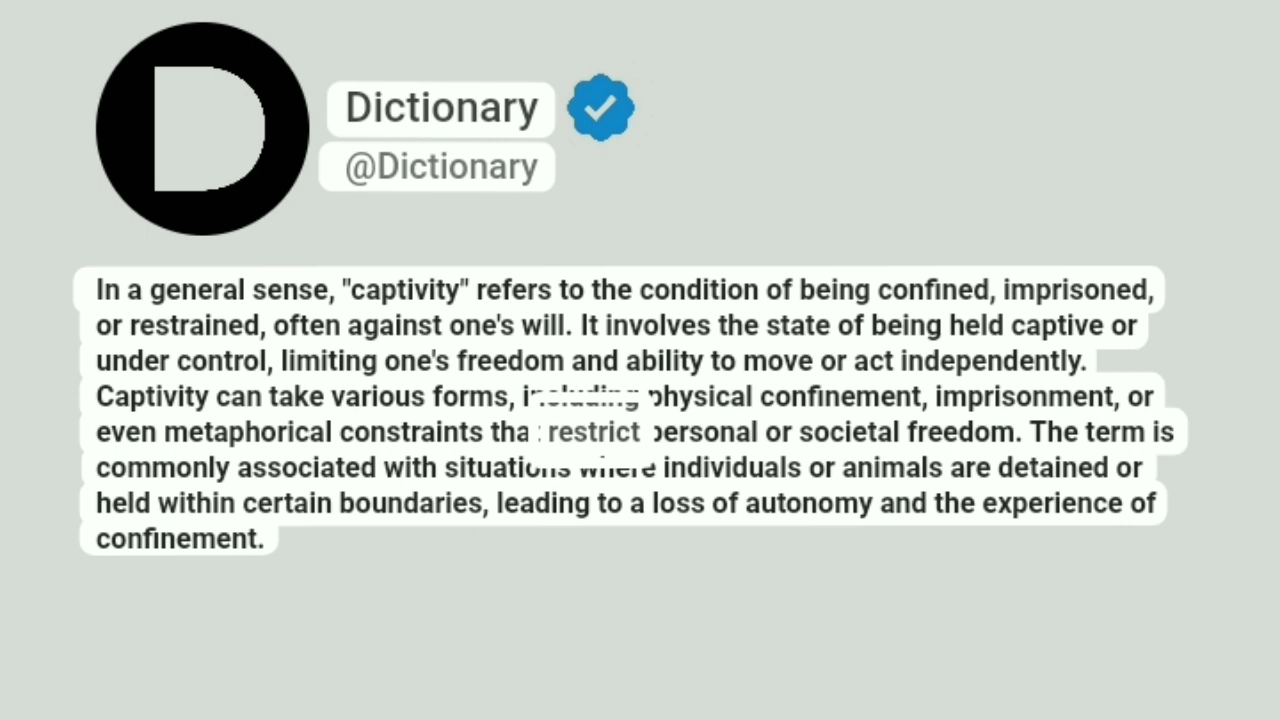 D
Dictionary
@Dictionary
In a general sense, "captivity" refers to the condition of being confined, imprisoned,
or restrained, often against one's will. It involves the state of being held captive or
under control, limiting one's freedom and ability to move or act independently.
Captivity can take various forms, including physical confinement, imprisonment, or
even metaphorical constraints tha restrict personal or societal freedom. The term is
commonly associated with situations where individuals or animals are detained or
held within certain boundaries, leading to a loss of autonomy and the experience of
confinement.